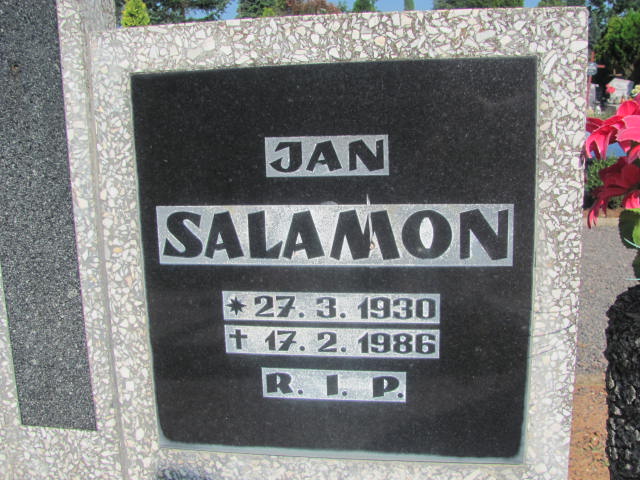 JAN
SALAMON
* 27. 3. 1930
† 17. 2. 1986
R. I. P.